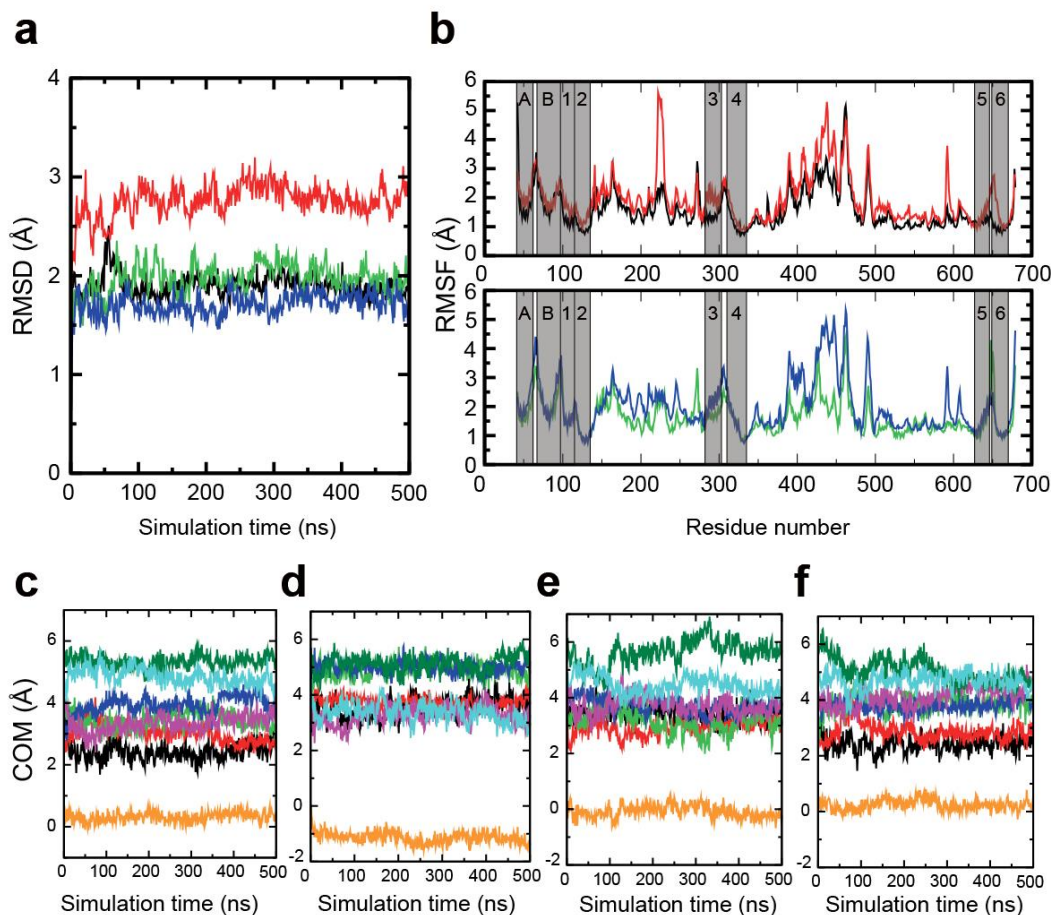 a
RMSD (Å)
4
3
2
1
0
0 100 200 300 400 500
Simulation time (ns)
b
RMSF (Å)
6
5
4
3
2
1
0
A B 1 2 3 4 5 6
0 100 200 300 400 500 600 700
6
5
4
3
2
1
0
A B 1 2 3 4 5 6
0 100 200 300 400 500 600 700
Residue number
c
COM (Å)
6
4
2
0
0 100 200 300 400 500
Simulation time (ns)
d
6
4
2
0
-2
0 100 200 300 400 500
Simulation time (ns)
e
6
4
2
0
-2
0 100 200 300 400 500
Simulation time (ns)
f
6
4
2
0
-2
0 100 200 300 400 500
Simulation time (ns)